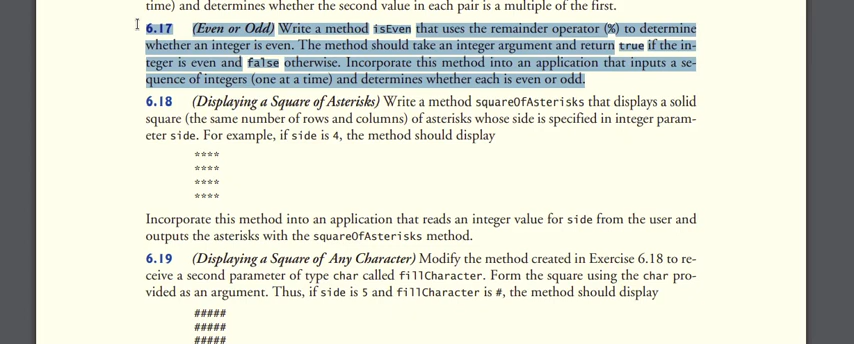 time) and determines whether the second value in each pair is a multiple of the first.
6.17 (Even or Odd) Write a method isEven that uses the remainder operator (%) to determine
whether an integer is even. The method should take an integer argument and return true if the in-
teger is even and false otherwise. Incorporate this method into an application that inputs a se-
quence of integers (one at a time) and determines whether each is even or odd.
6.18 (Displaying a Square of Asterisks) Write a method squareOfAsterisks that displays a solid
square (the same number of rows and columns) of asterisks whose side is specified in integer param-
eter side. For example, if side is 4, the method should display
****
****
****
****
Incorporate this method into an application that reads an integer value for side from the user and
outputs the asterisks with the squareOfAsterisks method.
6.19 (Displaying a Square of Any Character) Modify the method created in Exercise 6.18 to re-
ceive a second parameter of type char called fillCharacter. Form the square using the char pro-
vided as an argument. Thus, if side is 5 and fillCharacter is #, the method should display
#####
#####
#####